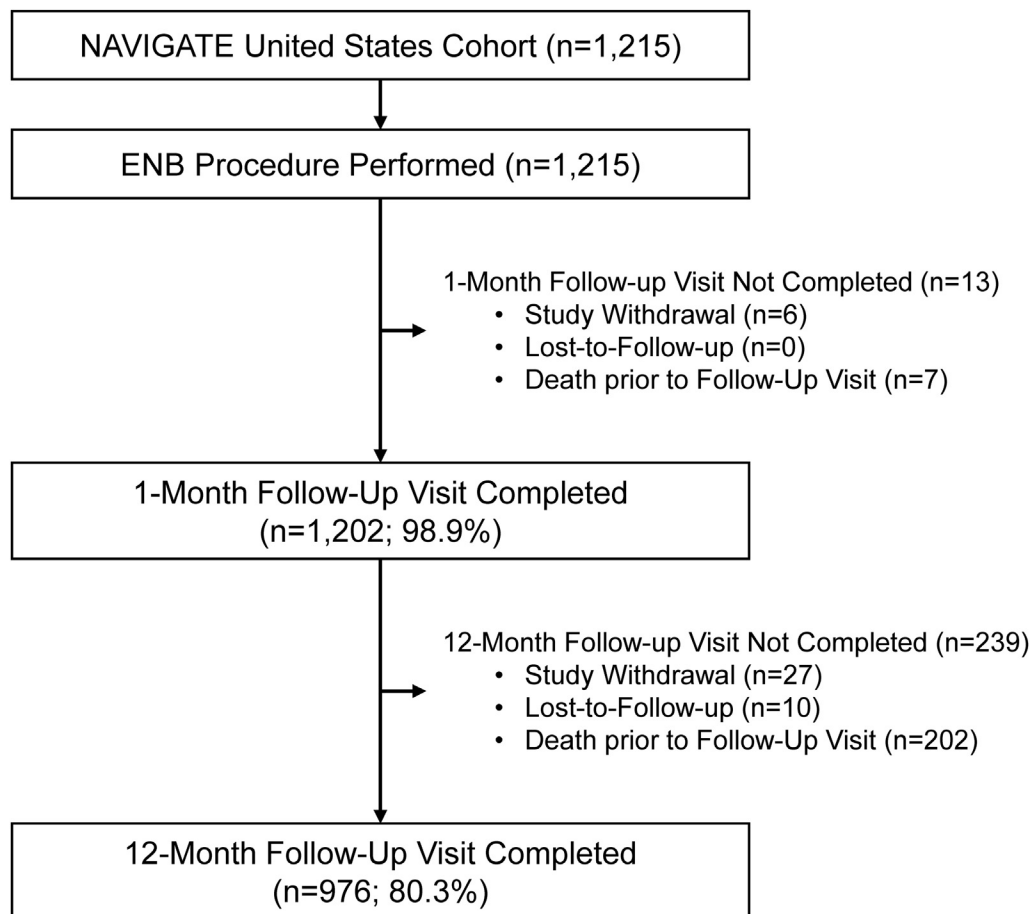 NAVIGATE United States Cohort (n=1,215)
ENB Procedure Performed (n=1,215)
1-Month Follow-up Visit Not Completed (n=13)
• Study Withdrawal (n=6)
• Lost-to-Follow-up (n=0)
• Death prior to Follow-Up Visit (n=7)
1-Month Follow-Up Visit Completed
(n=1,202; 98.9%)
12-Month Follow-up Visit Not Completed (n=239)
• Study Withdrawal (n=27)
• Lost-to-Follow-up (n=10)
• Death prior to Follow-Up Visit (n=202)
12-Month Follow-Up Visit Completed
(n=976; 80.3%)